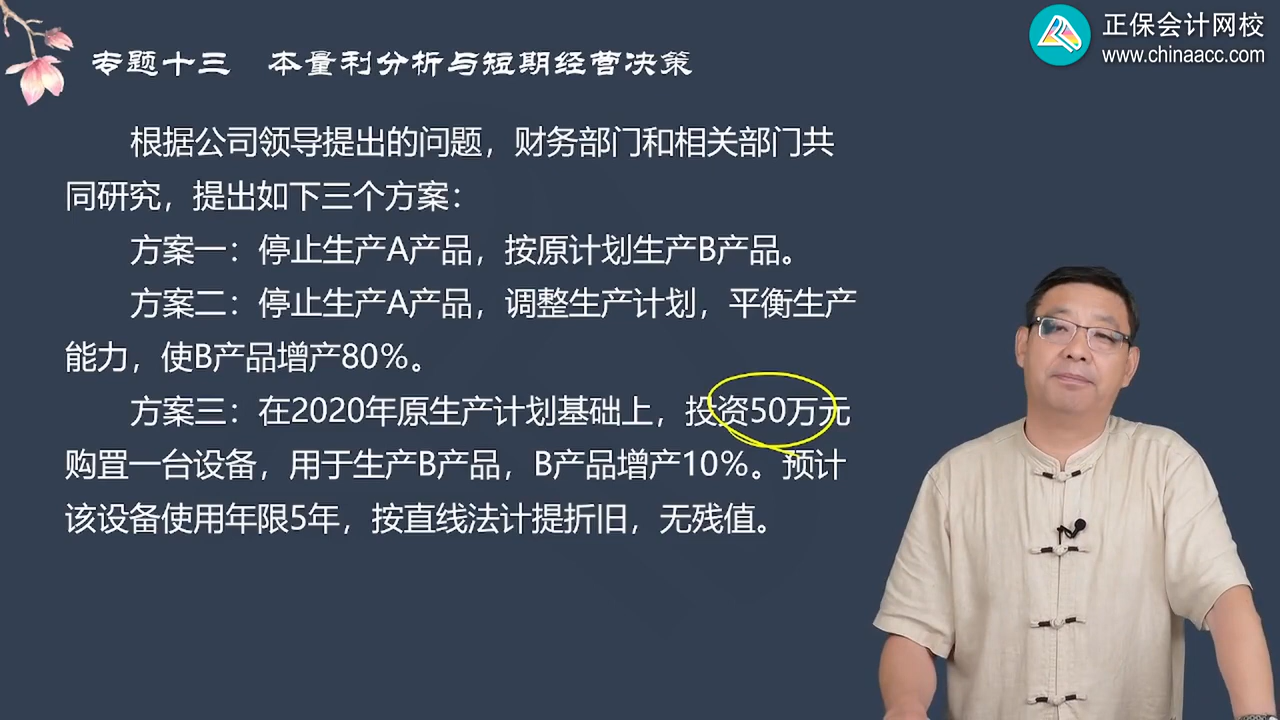 正保会计网校
www.chinaacc.com
专题十三 本量利分析与短期经营决策
根据公司领导提出的问题，财务部门和相关部门共
同研究，提出如下三个方案：
方案一：停止生产A产品，按原计划生产B产品。
方案二：停止生产A产品，调整生产计划，平衡生产
能力，使B产品增产80%。
方案三：在2020年原生产计划基础上，投资50万元
购置一台设备，用于生产B产品，B产品增产10%。预计
该设备使用年限5年，按直线法计提折旧，无残值。